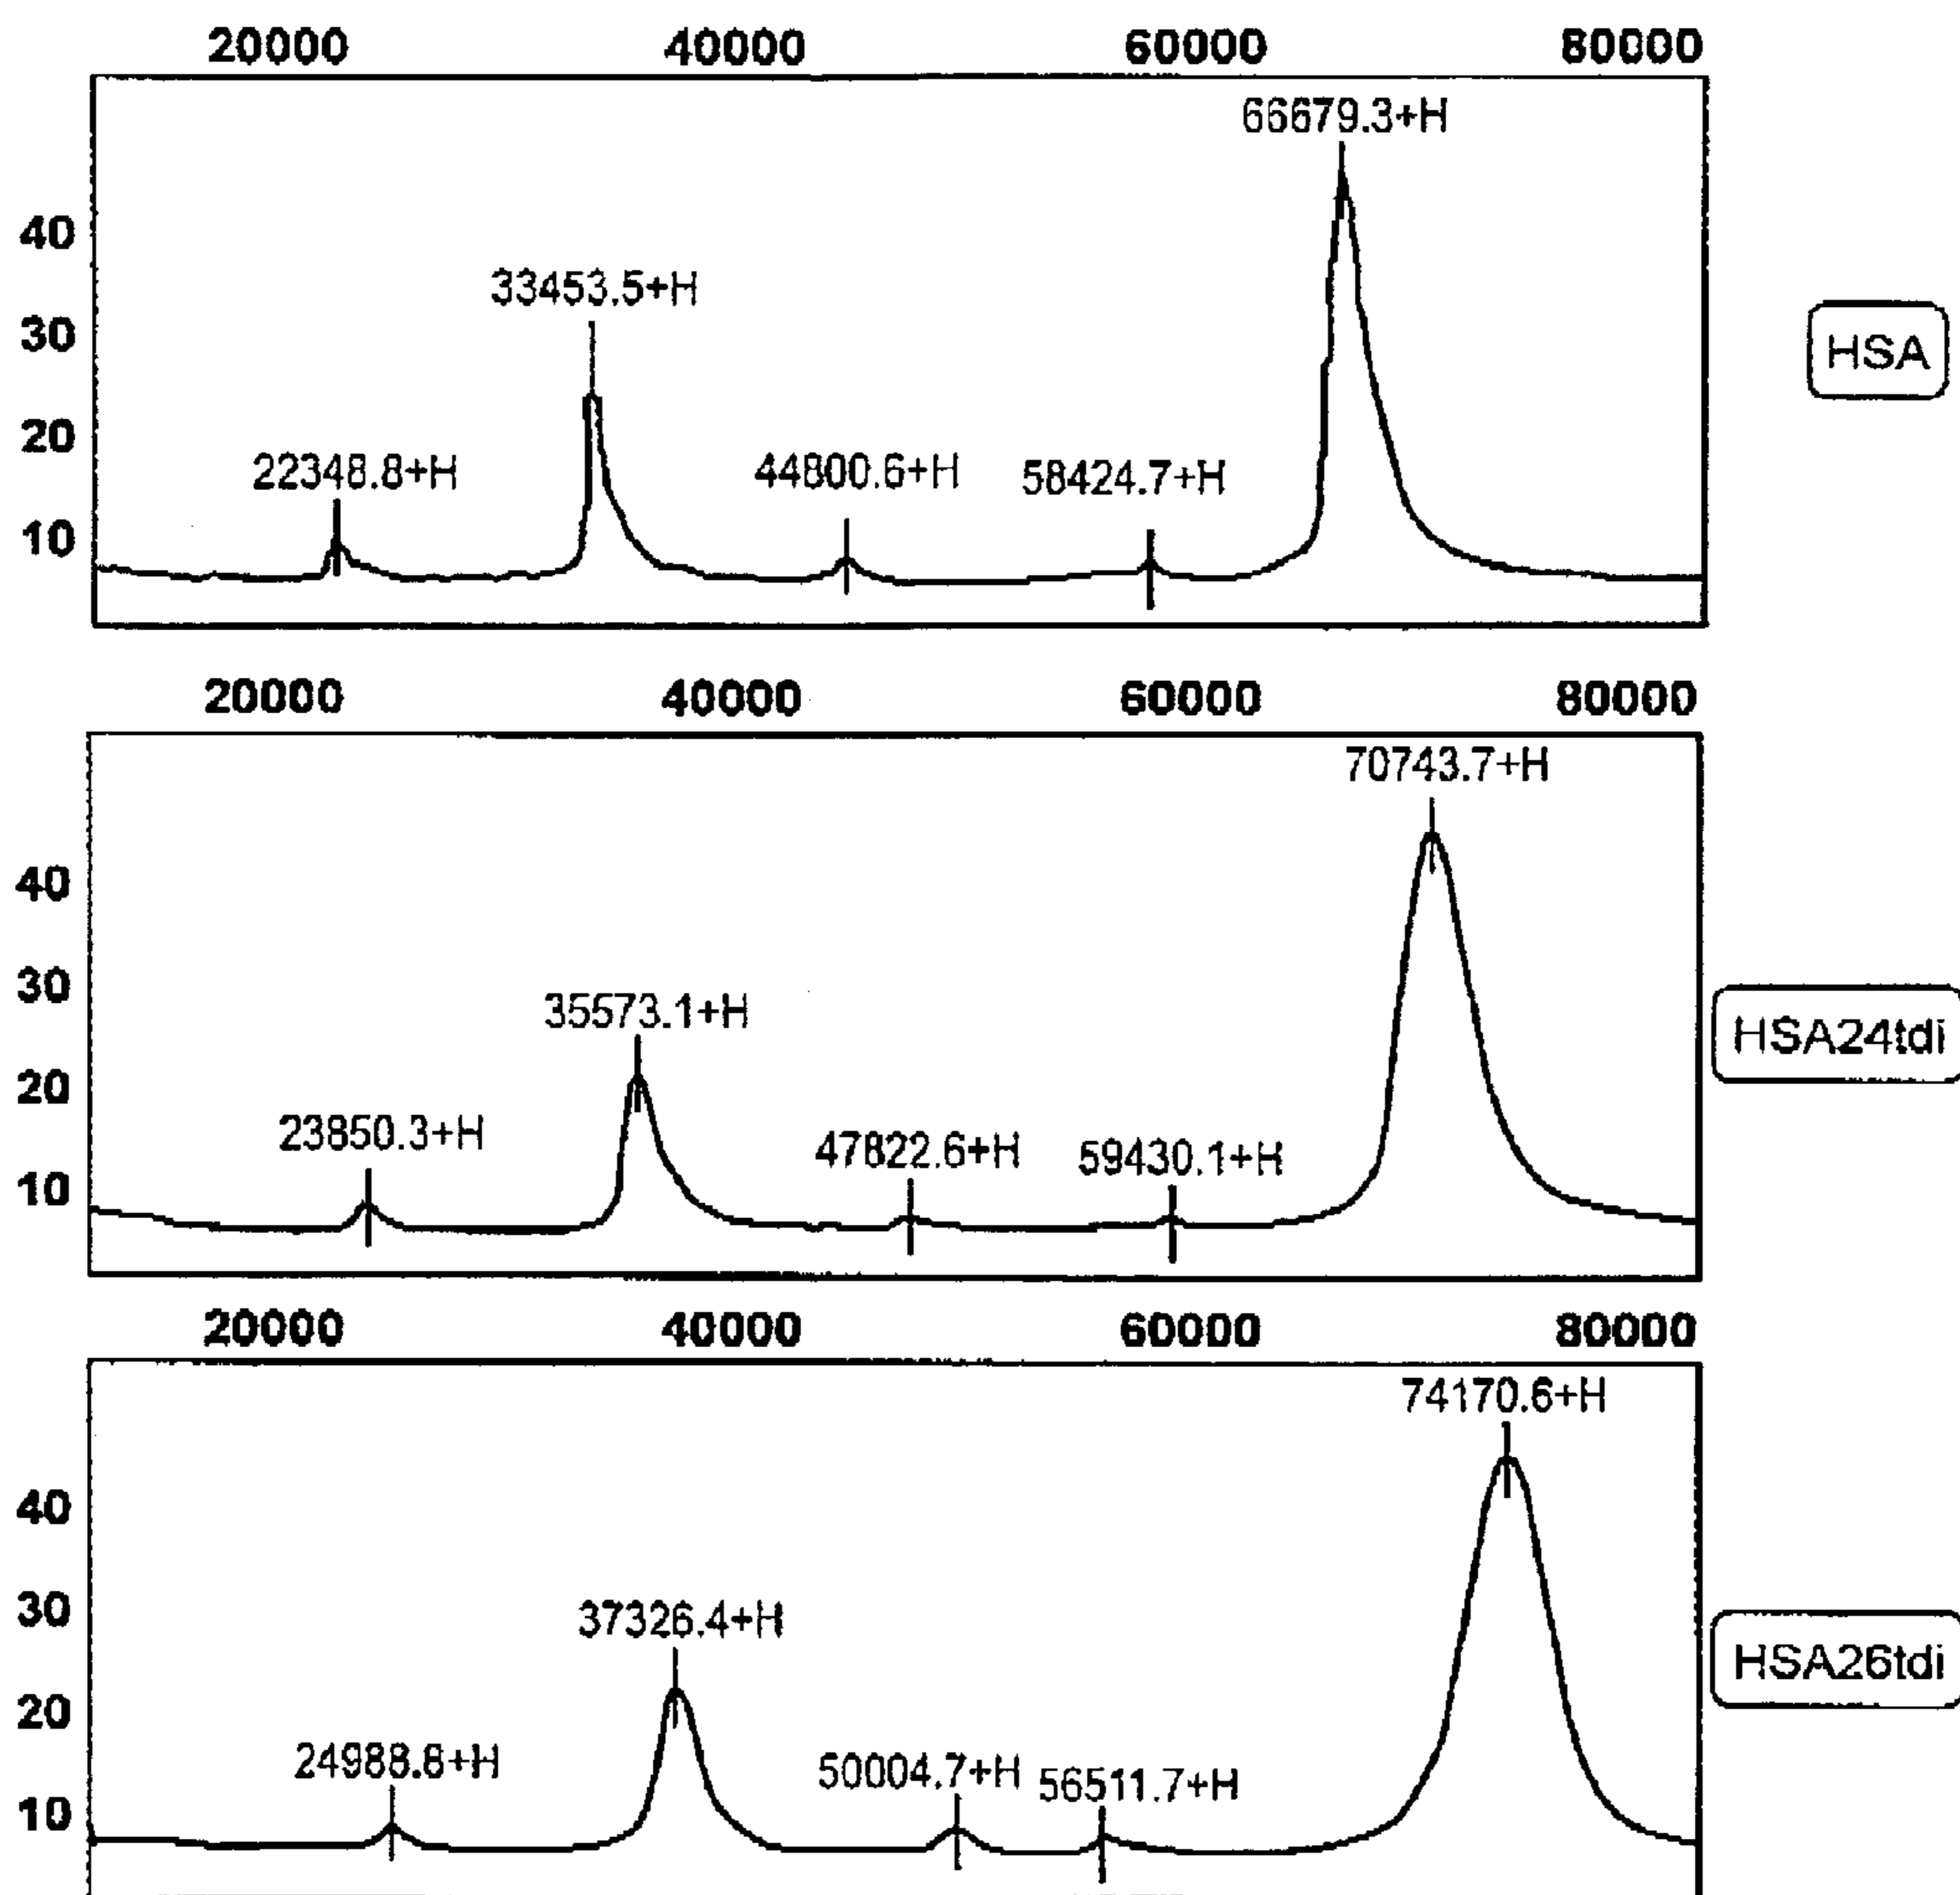 20000 40000 60000 80000
66679.3+H
40
33453.5+H
30
HSA
20
22348.8+H 44800.6+H 58424.7+H
10
20000 40000 60000 80000
70743.7+H
40
30
35573.1+H
HSA24tdi
20
23850.3+H 47822.6+H 59430.1+H
10
20000 40000 60000 80000
74170.6+H
40
30
37326.4+H
HSA26tdi
20
24988.8+H 50004.7+H 56511.7+H
10